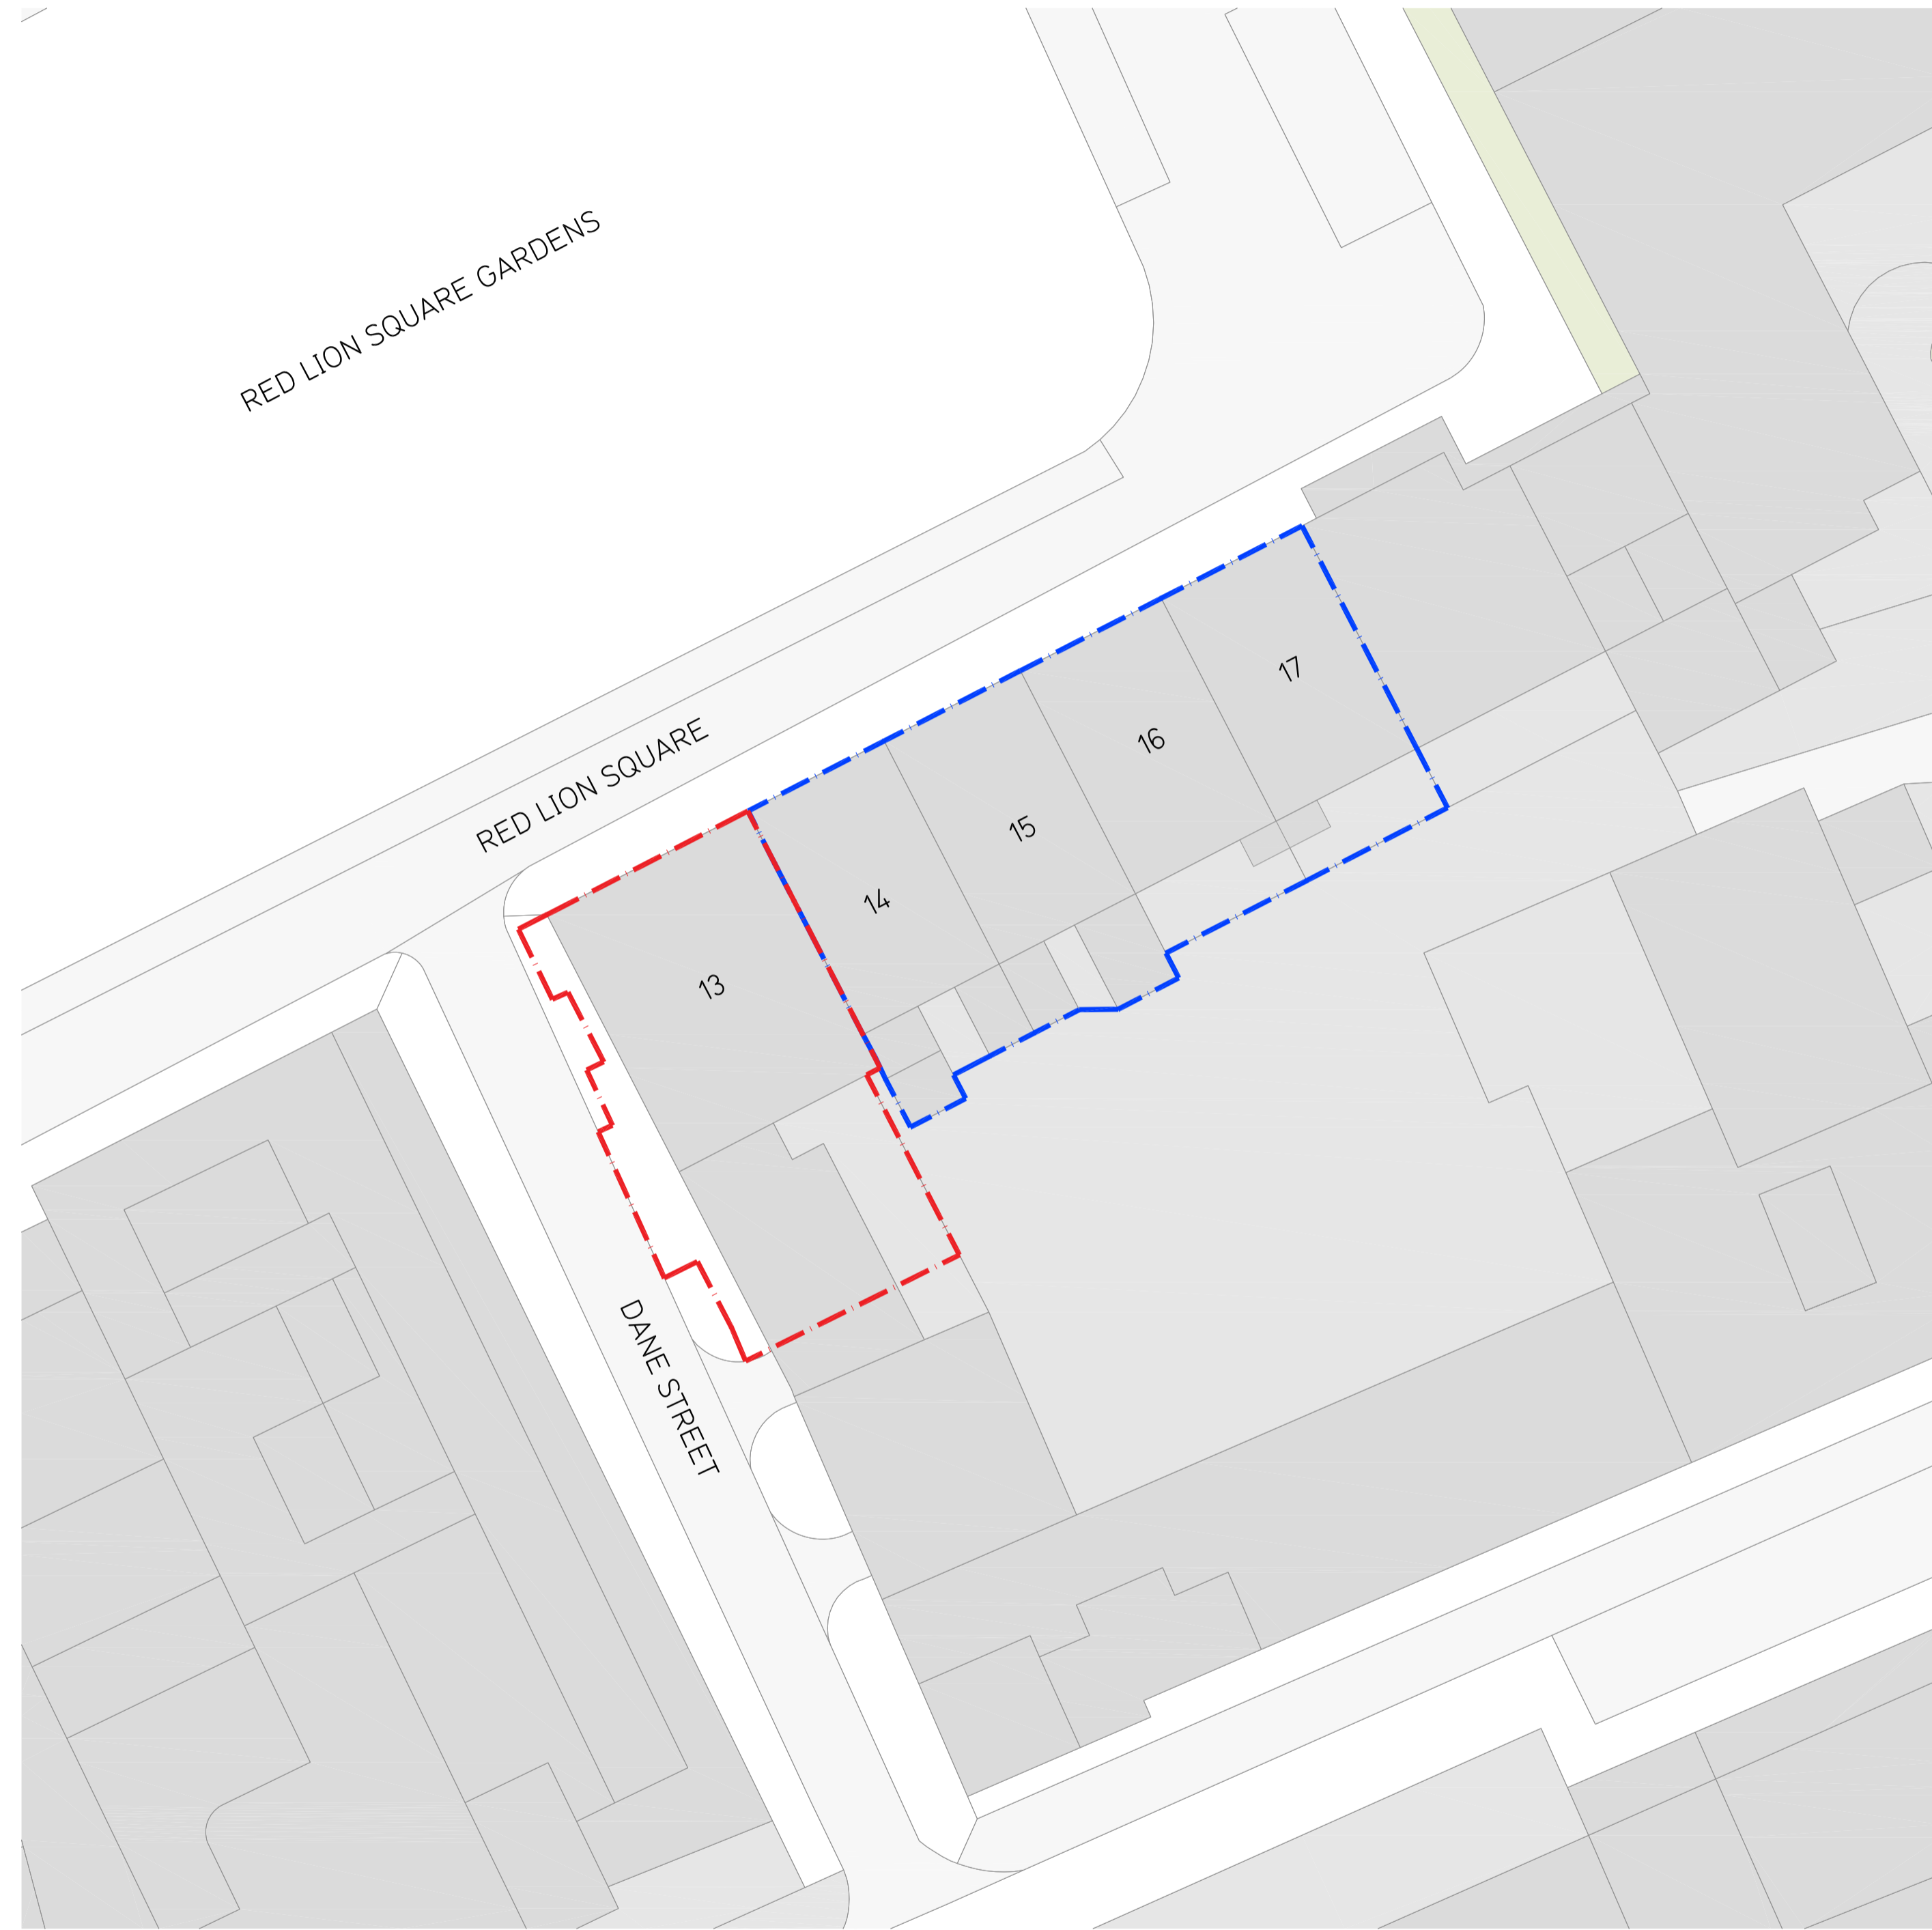 RED LION SQUARE GARDENS
17
16
RED LION SQUARE
15
14
13
DANE STREET